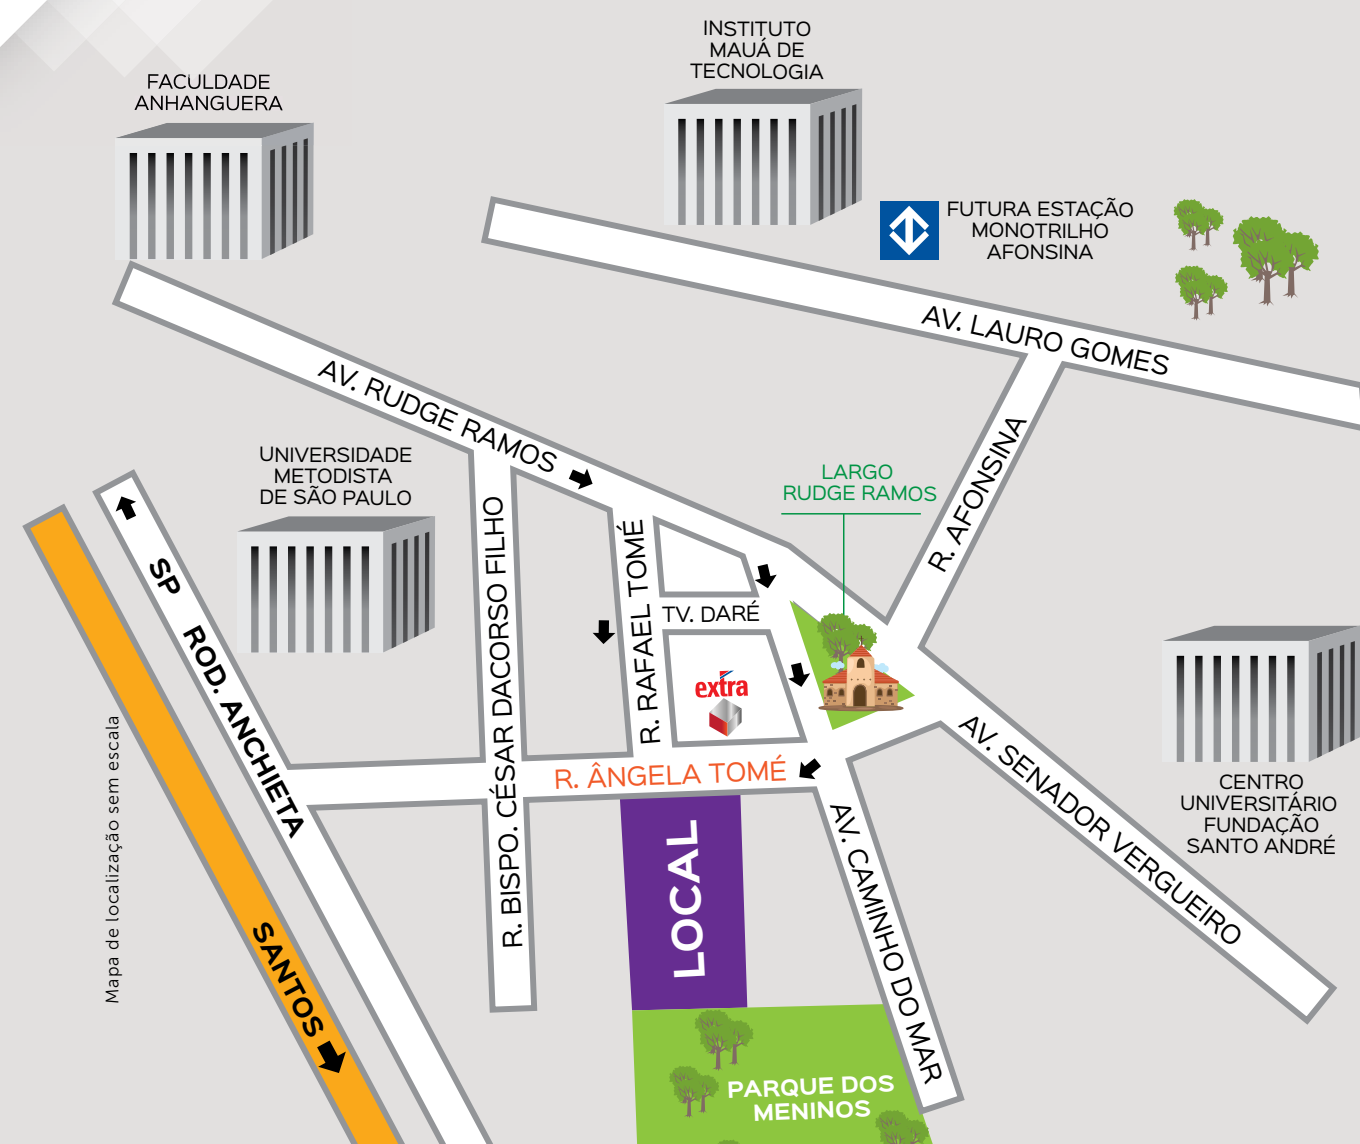 INSTITUTO
MAUÁ DE
TECNOLOGIA
FACULDADE
ANHANGUERA
FUTURA ESTAÇÃO
MONOTRILHO
AFONSINA
AV. LAURO GOMES
AV. RUDGE RAMOS
R. AFONSINA
UNIVERSIDADE
METODISTA
DE SÃO PAULO
LARGO
RUDGE RAMOS
R. BISPO. CÉSAR DACORSO FILHO
R. RAFAEL TOMÉ
TV. DARÉ
extra
SP
ROD. ANCHIETA
R. ÂNGELA TOMÉ
AV. SENADOR VERGUEIRO
CENTRO
UNIVERSITÁRIO
FUNDAÇÃO
SANTO ANDRÉ
Mapa de localização sem escala
LOCAL
AV. CAMINHO DO MAR
SANTOS
PARQUE DOS
MENINOS